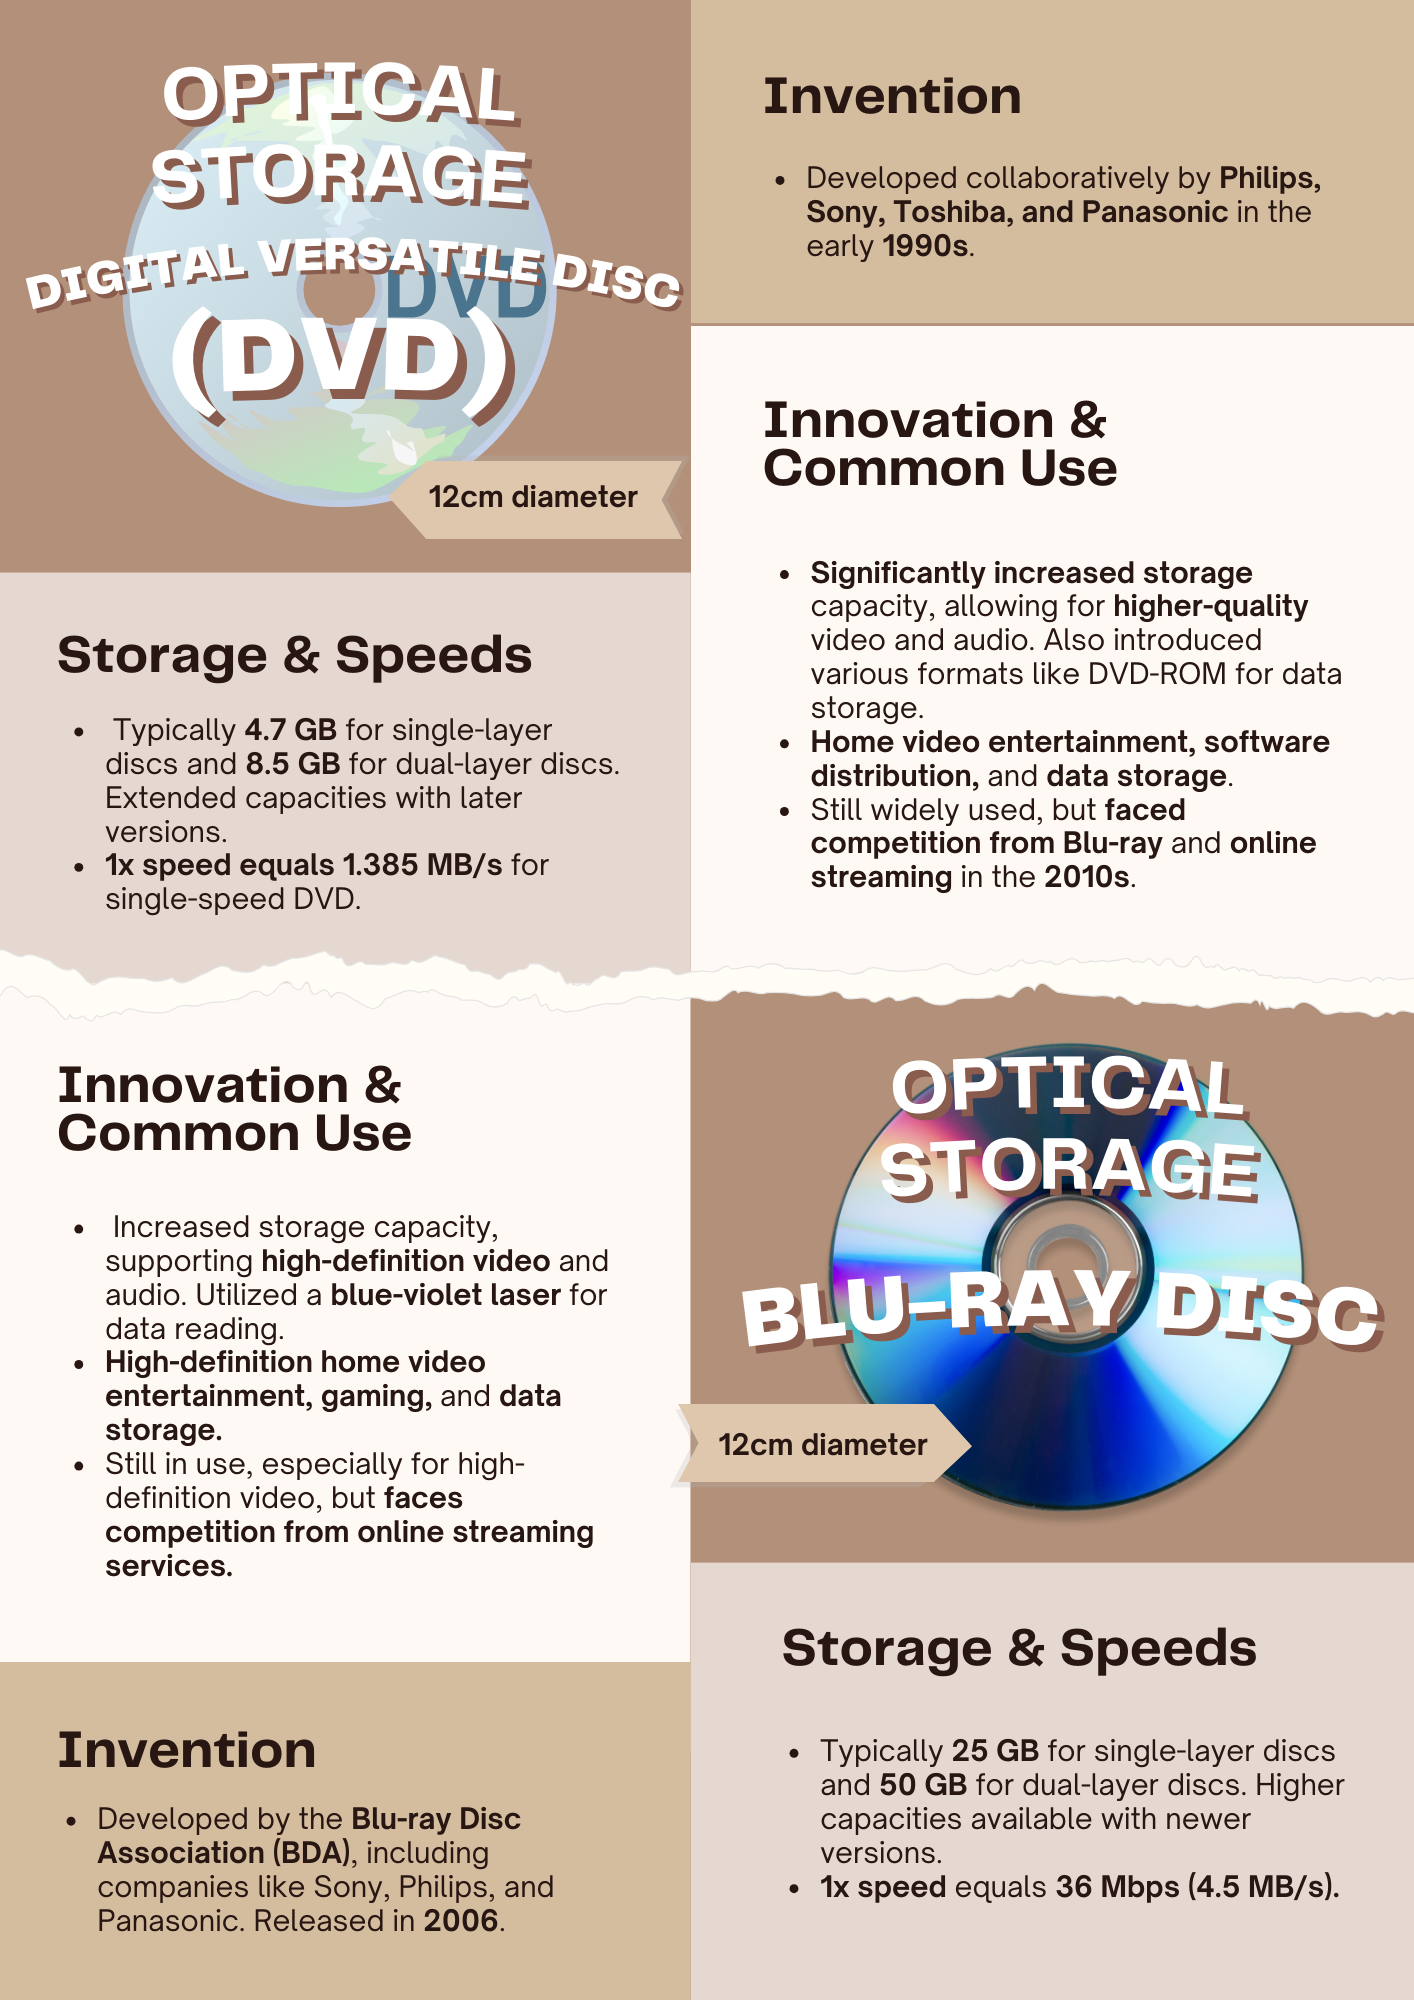 OPTICAL
STORAGE
DIGITAL VERSATILE DISC
DVD
(DVD)
12cm diameter
Invention
• Developed collaboratively by Philips,
Sony, Toshiba, and Panasonic in the
early 1990s.
Storage & Speeds
• Typically 4.7 GB for single-layer
discs and 8.5 GB for dual-layer discs.
Extended capacities with later
versions.
• 1x speed equals 1.385 MB/s for
single-speed DVD.
Innovation &
Common Use
• Significantly increased storage
capacity, allowing for higher-quality
video and audio. Also introduced
various formats like DVD-ROM for data
storage.
• Home video entertainment, software
distribution, and data storage.
• Still widely used, but faced
competition from Blu-ray and online
streaming in the 2010s.
Innovation &
Common Use
• Increased storage capacity,
supporting high-definition video and
audio. Utilized a blue-violet laser for
data reading.
• High-definition home video
entertainment, gaming, and data
storage.
• Still in use, especially for high-
definition video, but faces
competition from online streaming
services.
OPTICAL
STORAGE
BLU-RAY DISC
12cm diameter
Invention
• Developed by the Blu-ray Disc
Association (BDA), including
companies like Sony, Philips, and
Panasonic. Released in 2006.
Storage & Speeds
• Typically 25 GB for single-layer discs
and 50 GB for dual-layer discs. Higher
capacities available with newer
versions.
• 1x speed equals 36 Mbps (4.5 MB/s).